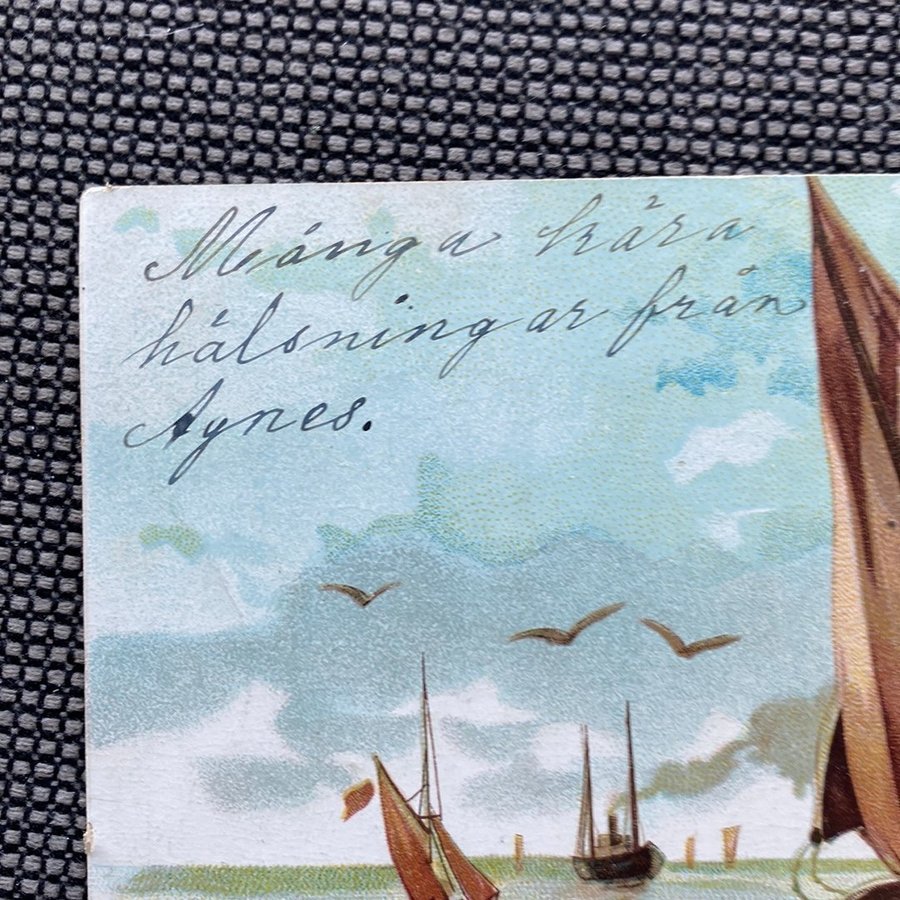 Många kära
hälsningar från
Agnes.